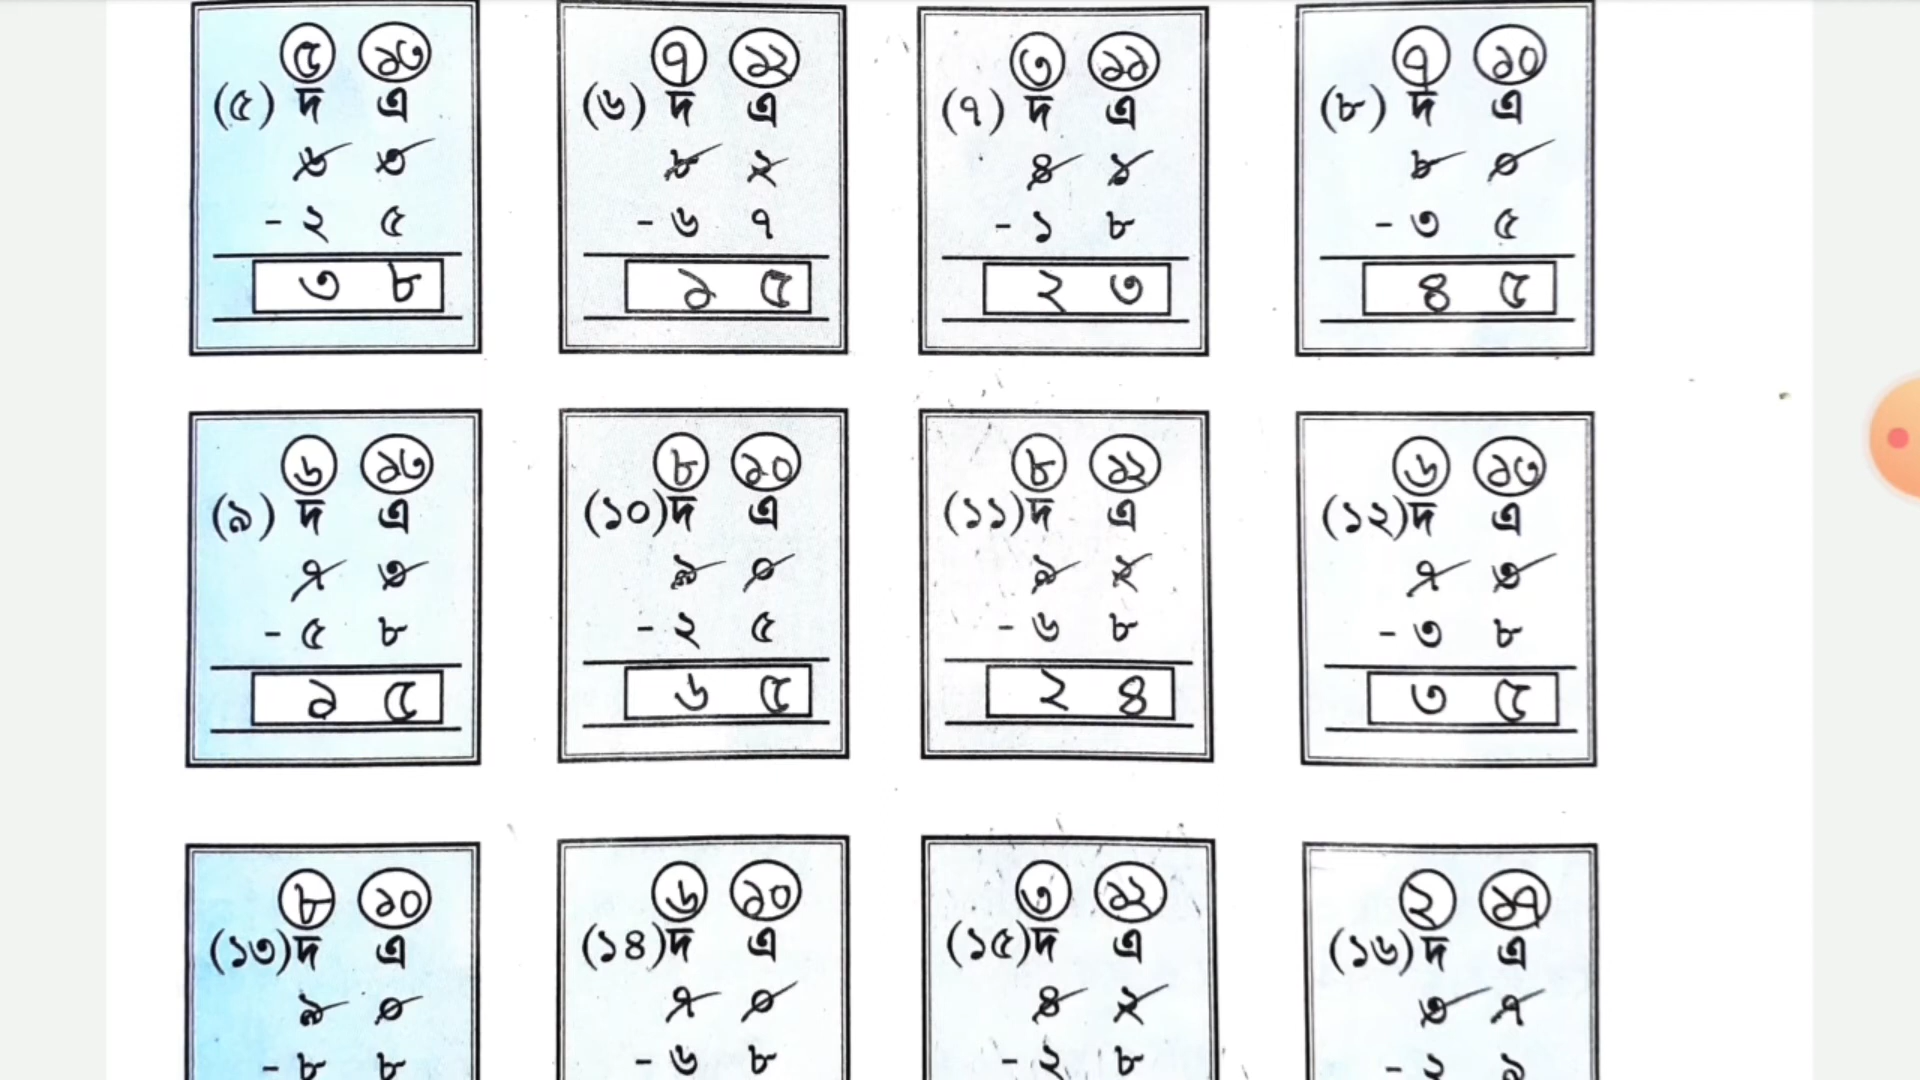 ৫ ১৩ ৭ ১২ ৩ ১১ ৭ ১০
(৫) দ এ (৬) দ এ (৭) দ এ (৮) দ এ
৬ ৩ ৮ ২ ৪ ১ ৮ ০
- ২ ৫ - ৬ ৭ - ১ ৮ - ৩ ৫
৩ ৮ ১ ৫ ২ ৩ ৪ ৫
৬ ১৩ ৮ ১০ ৮ ১২ ৬ ১৩
(৯) দ এ (১০) দ এ (১১) দ এ (১২) দ এ
৭ ৩ ৯ ০ ৯ ২ ৭ ৩
- ৫ ৮ - ২ ৫ - ৬ ৮ - ৩ ৮
১ ৫ ৬ ৫ ২ ৪ ৩ ৫
৮ ১০ ৬ ১০ ৩ ১২ ২ ১৭
(১৩) দ এ (১৪) দ এ (১৫) দ এ (১৬) দ এ
৯ ০ ৭ ০ ৪ ২ ৩ ৭
- ৮ ৮ - ৬ ৮ - ২ ৮ - ২ ৯